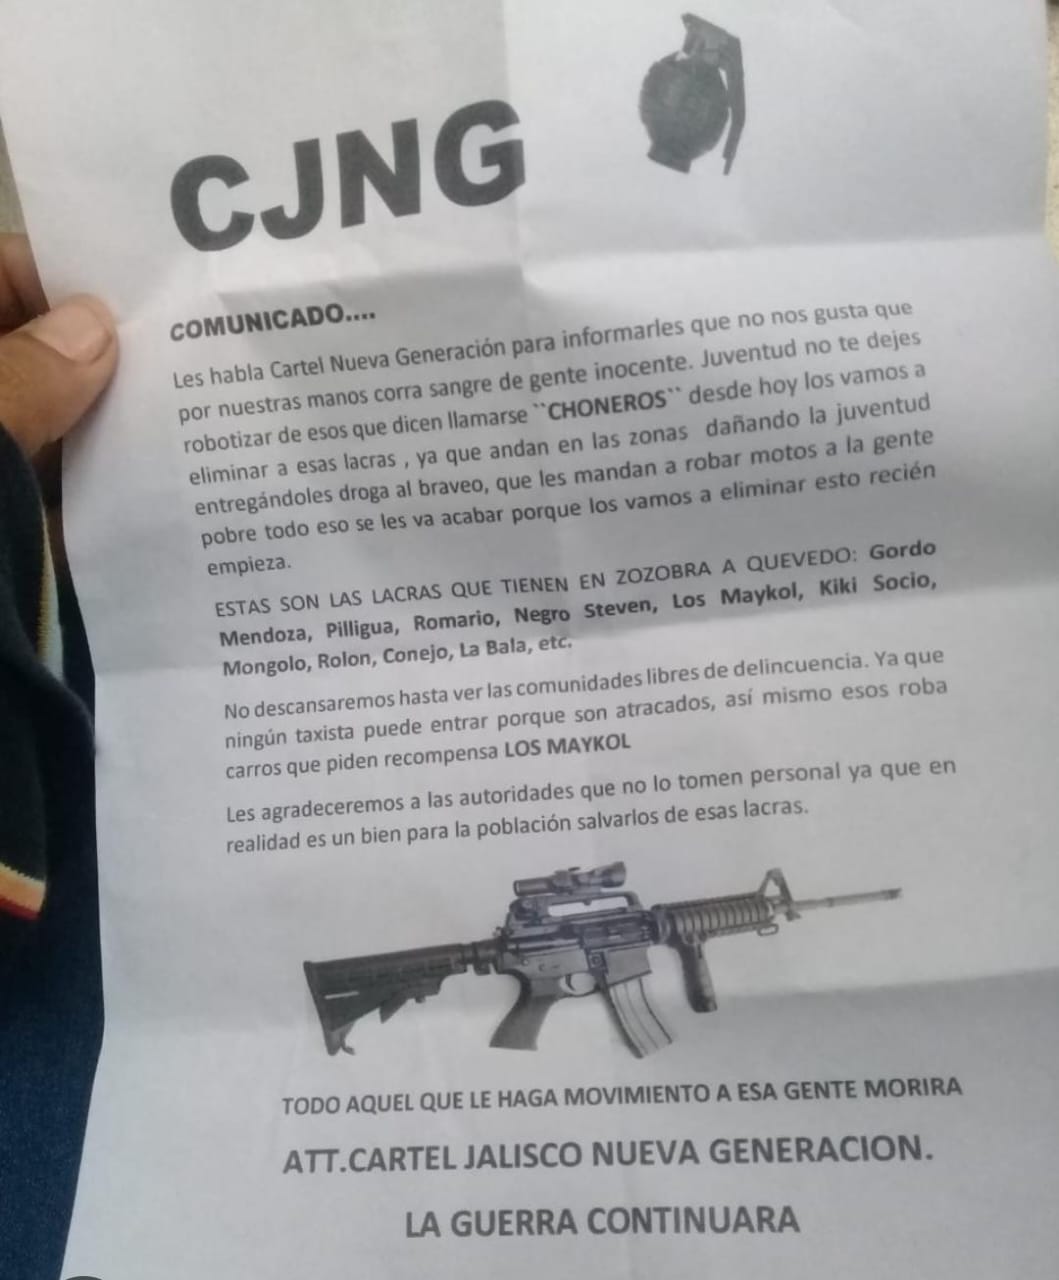 CJNG
COMUNICADO....
Les habla Cartel Nueva Generación para informarles que no nos gusta que
por nuestras manos corra sangre de gente inocente. Juventud no te dejes
robotizar de esos que dicen llamarse ``CHONEROS`` desde hoy los vamos a
eliminar a esas lacras , ya que andan en las zonas dañando la juventud
entregándoles droga al braveo, que les mandan a robar motos a la gente
pobre todo eso se les va acabar porque los vamos a eliminar esto recién
empieza.
ESTAS SON LAS LACRAS QUE TIENEN EN ZOZOBRA A QUEVEDO: Gordo
Mendoza, Pilligua, Romario, Negro Steven, Los Maykol, Kiki Socio,
Mongolo, Rolon, Conejo, La Bala, etc.
No descansaremos hasta ver las comunidades libres de delincuencia. Ya que
ningún taxista puede entrar porque son atracados, así mismo esos roba
carros que piden recompensa LOS MAYKOL
Les agradeceremos a las autoridades que no lo tomen personal ya que en
realidad es un bien para la población salvarlos de esas lacras.
TODO AQUEL QUE LE HAGA MOVIMIENTO A ESA GENTE MORIRA
ATT.CARTEL JALISCO NUEVA GENERACION.
LA GUERRA CONTINUARA